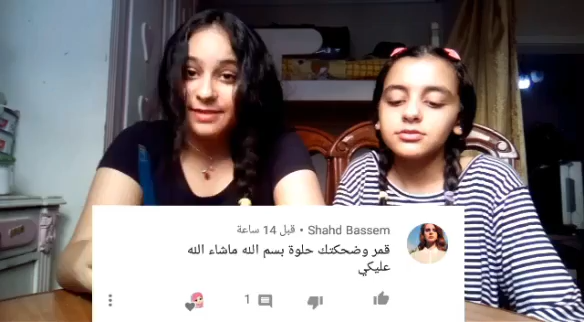 Shahd Bassem • قبل 14 ساعة
قمر وضحكتك حلوة بسم الله ماشاء الله
عليكي
1